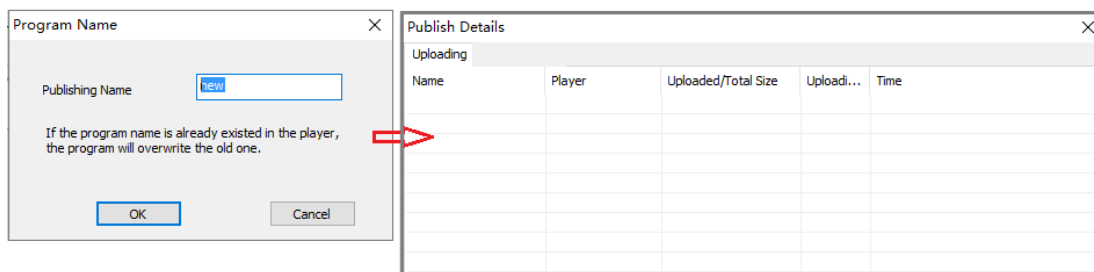 Program Name
Publishing Name
new
If the program name is already existed in the player,
the program will overwrite the old one.
OK
Cancel
Publish Details
Uploading
Name Player Uploaded/Total Size Uploadi... Time